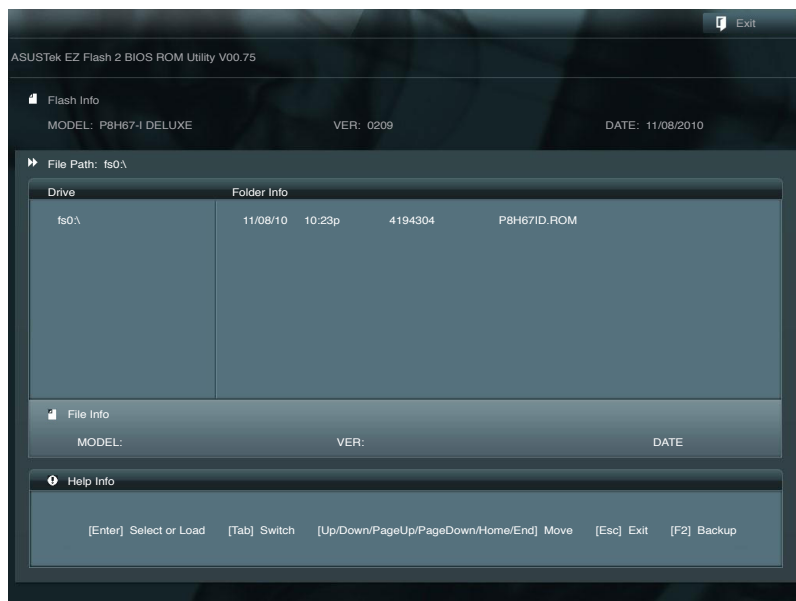 Exit
ASUSTek EZ Flash 2 BIOS ROM Utility V00.75
Flash Info
MODEL: P8H67-I DELUXE VER: 0209 DATE: 11/08/2010
File Path: fs0:\
Drive Folder Info
fs0:\ 11/08/10 10:23p 4194304 P8H67ID.ROM
File Info
MODEL: VER: DATE
Help Info
[Enter] Select or Load [Tab] Switch [Up/Down/PageUp/PageDown/Home/End] Move [Esc] Exit [F2] Backup